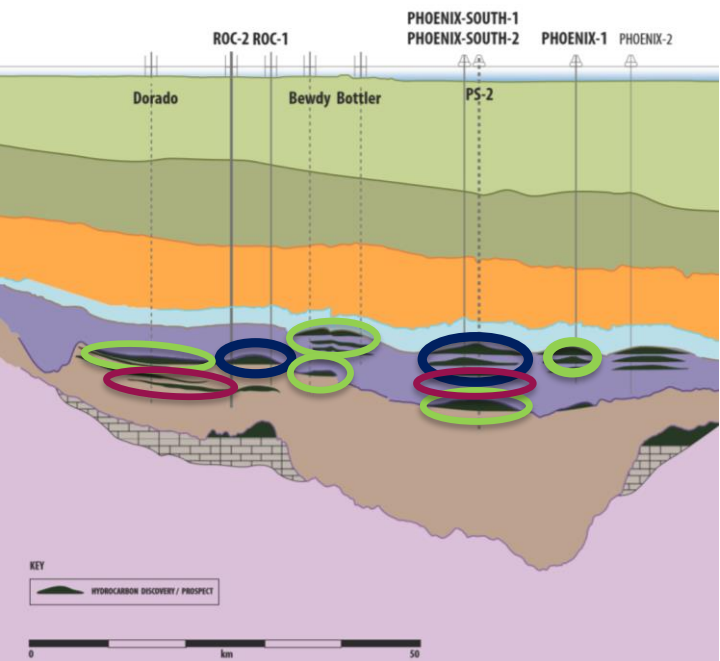 PHOENIX-SOUTH-1
ROC-2 ROC-1 PHOENIX-SOUTH-2 PHOENIX-1 PHOENIX-2
Dorado Bewdy Bottler PS-2
KEY
HYDROCARBON DISCOVERY / PROSPECT
0 km 50